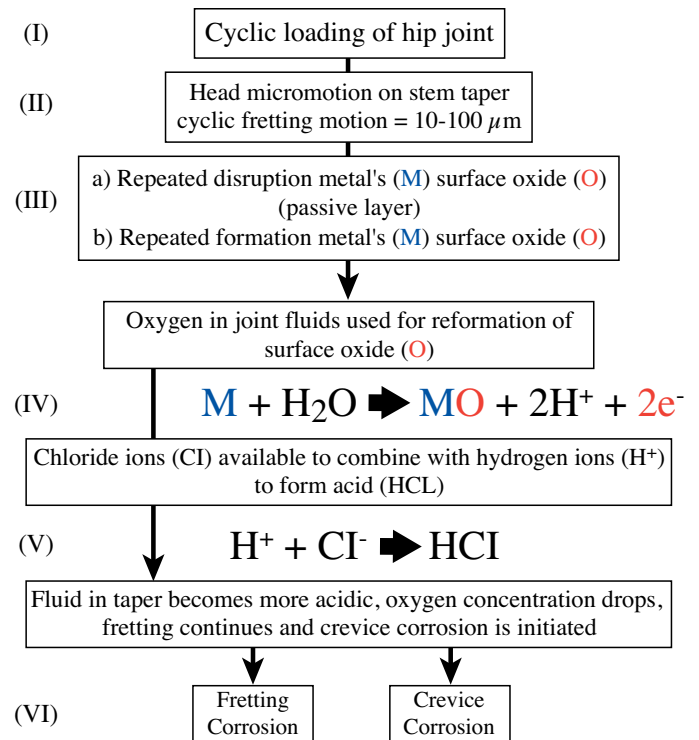 (I)
Cyclic loading of hip joint
(II)
Head micromotion on stem taper
cyclic fretting motion = 10-100 µm
(III)
a) Repeated disruption metal's (M) surface oxide (O)
(passive layer)
b) Repeated formation metal's (M) surface oxide (O)
Oxygen in joint fluids used for reformation of
surface oxide (O)
(IV)
M + H₂O ➡ MO + 2H⁺ + 2e⁻
Chloride ions (CI) available to combine with hydrogen ions (H⁺)
to form acid (HCL)
(V)
H⁺ + CI⁻ ➡ HCI
Fluid in taper becomes more acidic, oxygen concentration drops,
fretting continues and crevice corrosion is initiated
(VI)
Fretting
Corrosion
Crevice
Corrosion